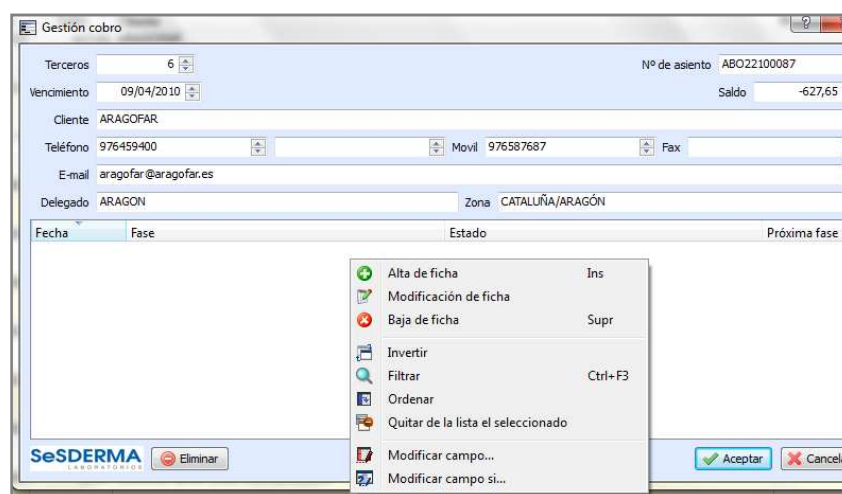 Gestión cobro
Terceros 6 Nº de asiento ABO22100087
Vencimiento 09/04/2010 Saldo -627,65
Cliente ARAGOFAR
Teléfono 976459400 Movil 976587687 Fax
E-mail aragofar@aragofar.es
Delegado ARAGON Zona CATALUÑA/ARAGÓN
Fecha Fase Estado Próxima fase
Alta de ficha Ins
Modificación de ficha
Baja de ficha Supr
Invertir
Filtrar Ctrl+F3
Ordenar
Quitar de la lista el seleccionado
Modificar campo...
Modificar campo si...
SeSDERMA
LABORATORIOS
Eliminar Aceptar Cancela